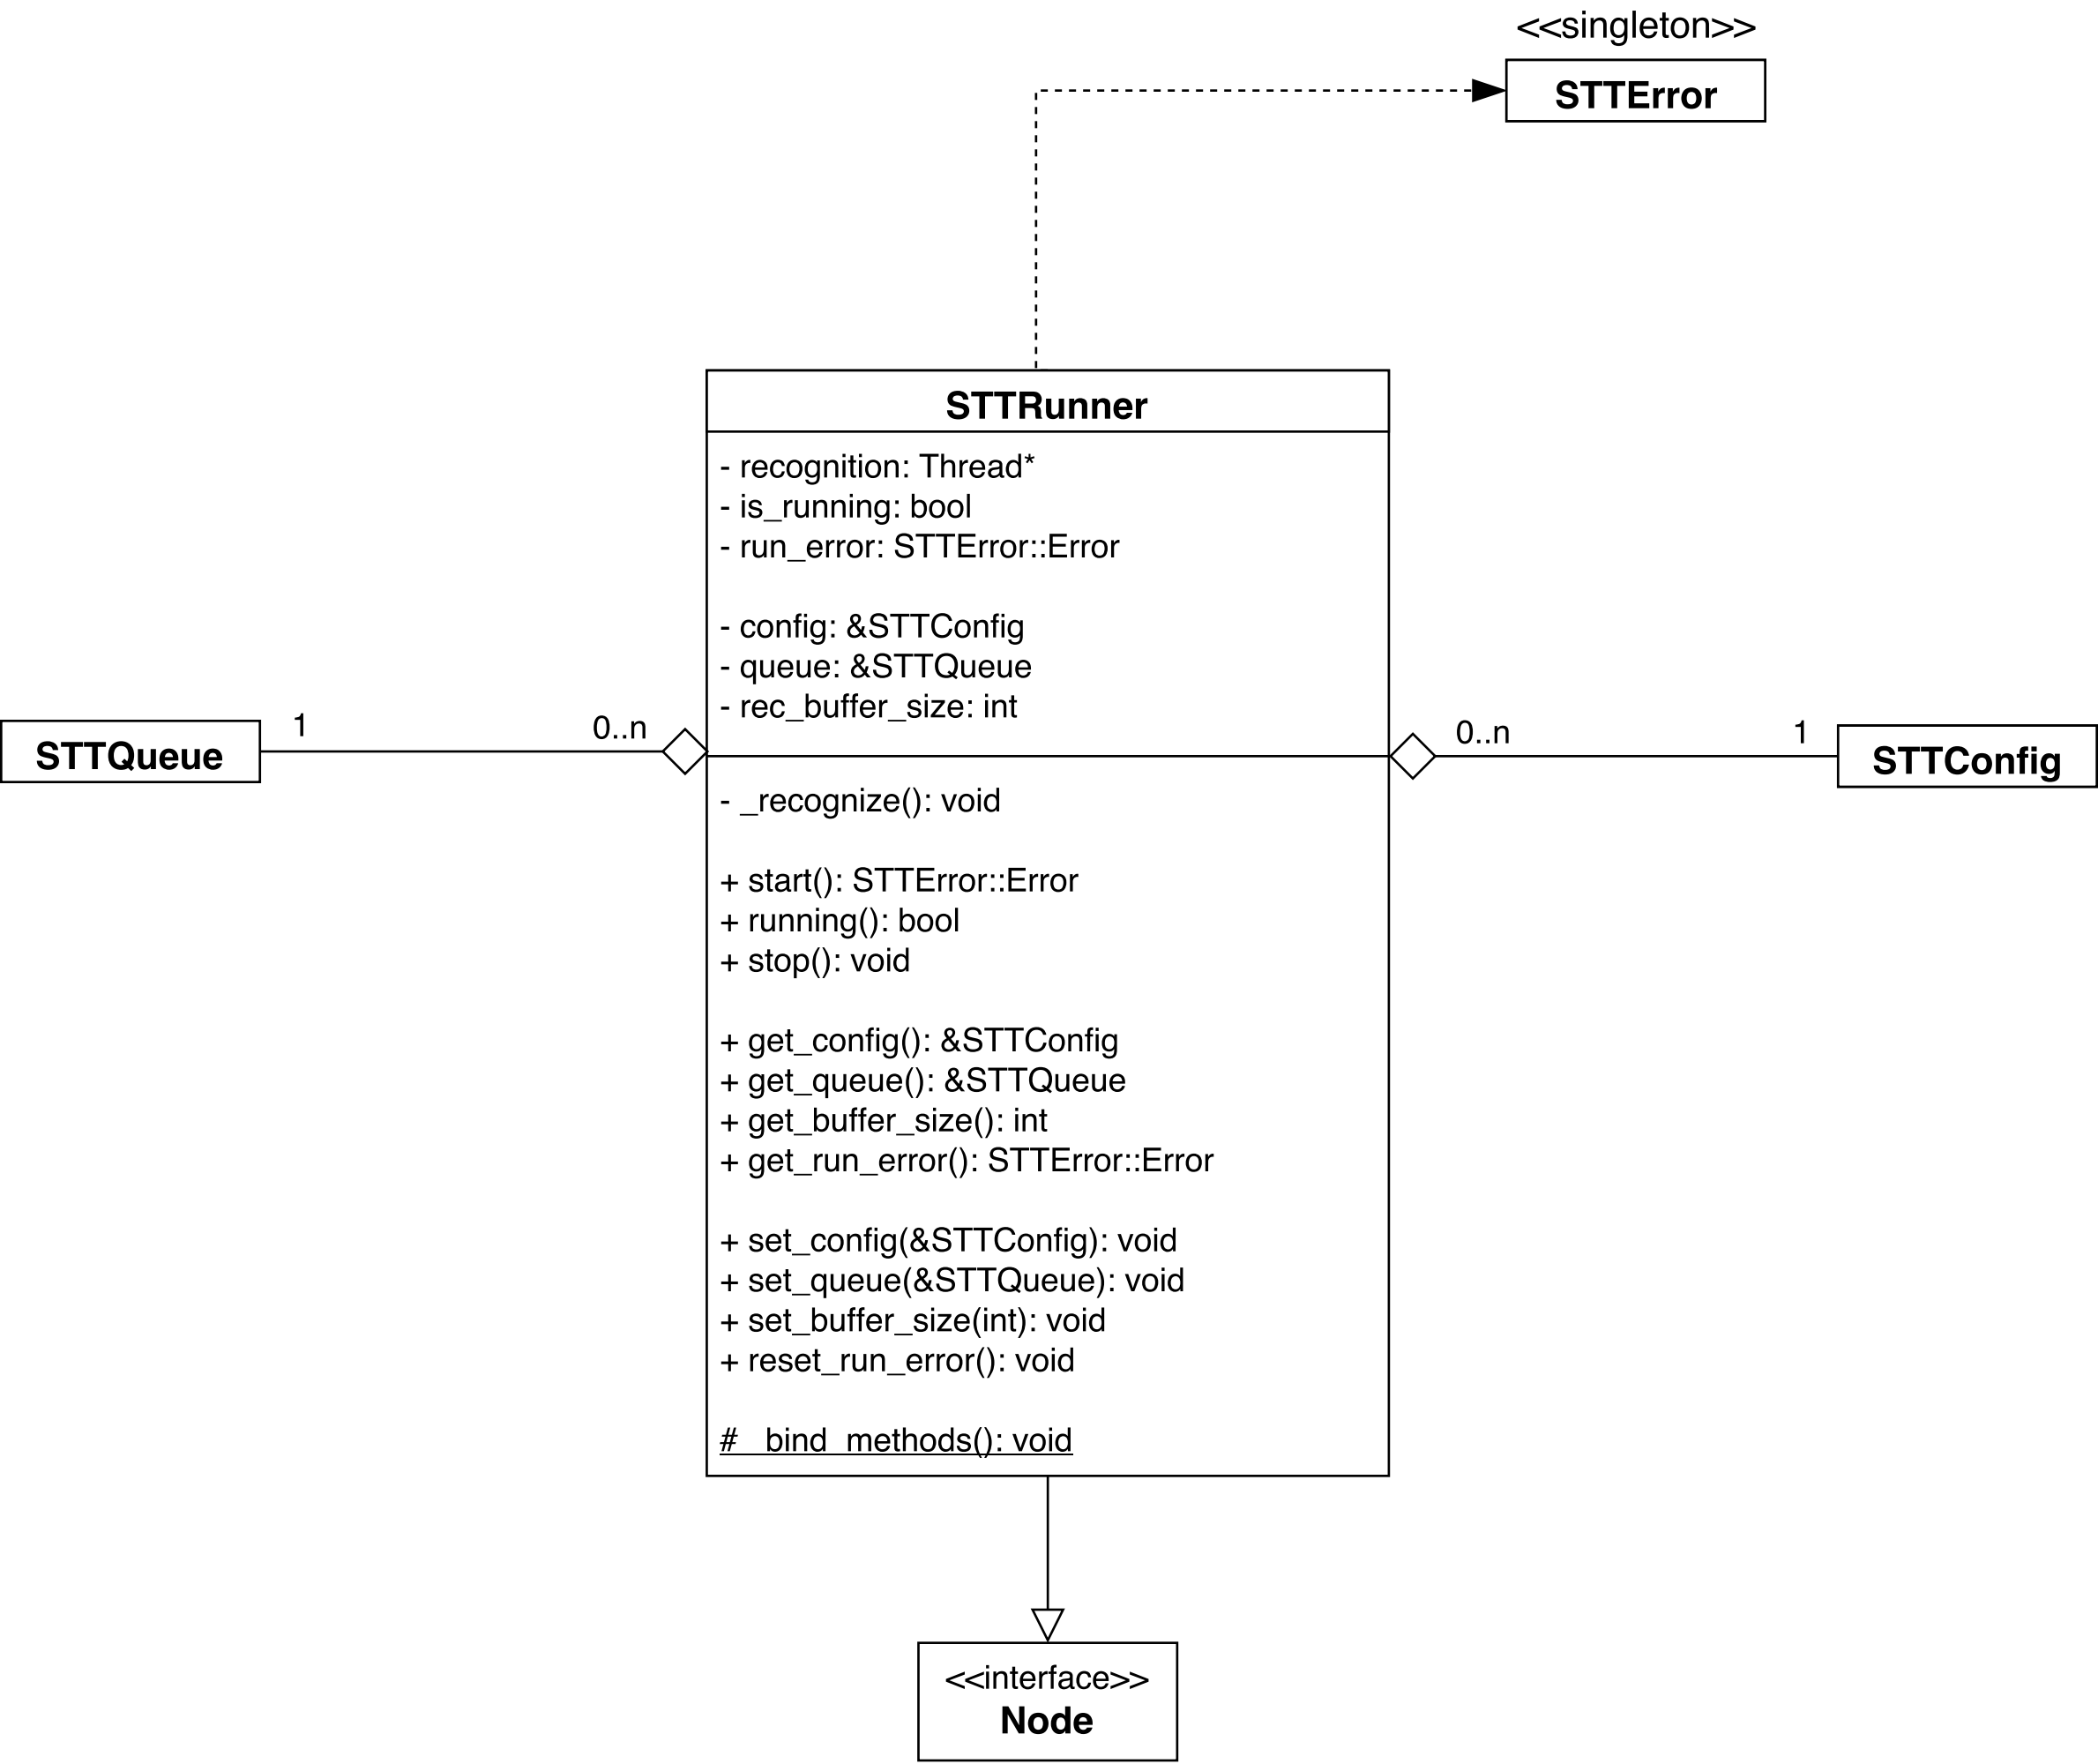 <<singleton>>
STTError
STTRunner
- recognition: Thread*
- is_running: bool
- run_error: STTError::Error
- config: &STTConfig
- queue: &STTQueue
- rec_buffer_size: int
1
0..n
STTQueue
0..n
1
STTConfig
- _recognize(): void
+ start(): STTError::Error
+ running(): bool
+ stop(): void
+ get_config(): &STTConfig
+ get_queue(): &STTQueue
+ get_buffer_size(): int
+ get_run_error(): STTError::Error
+ set_config(&STTConfig): void
+ set_queue(&STTQueue): void
+ set_buffer_size(int): void
+ reset_run_error(): void
# _bind_methods(): void
<<interface>>
Node